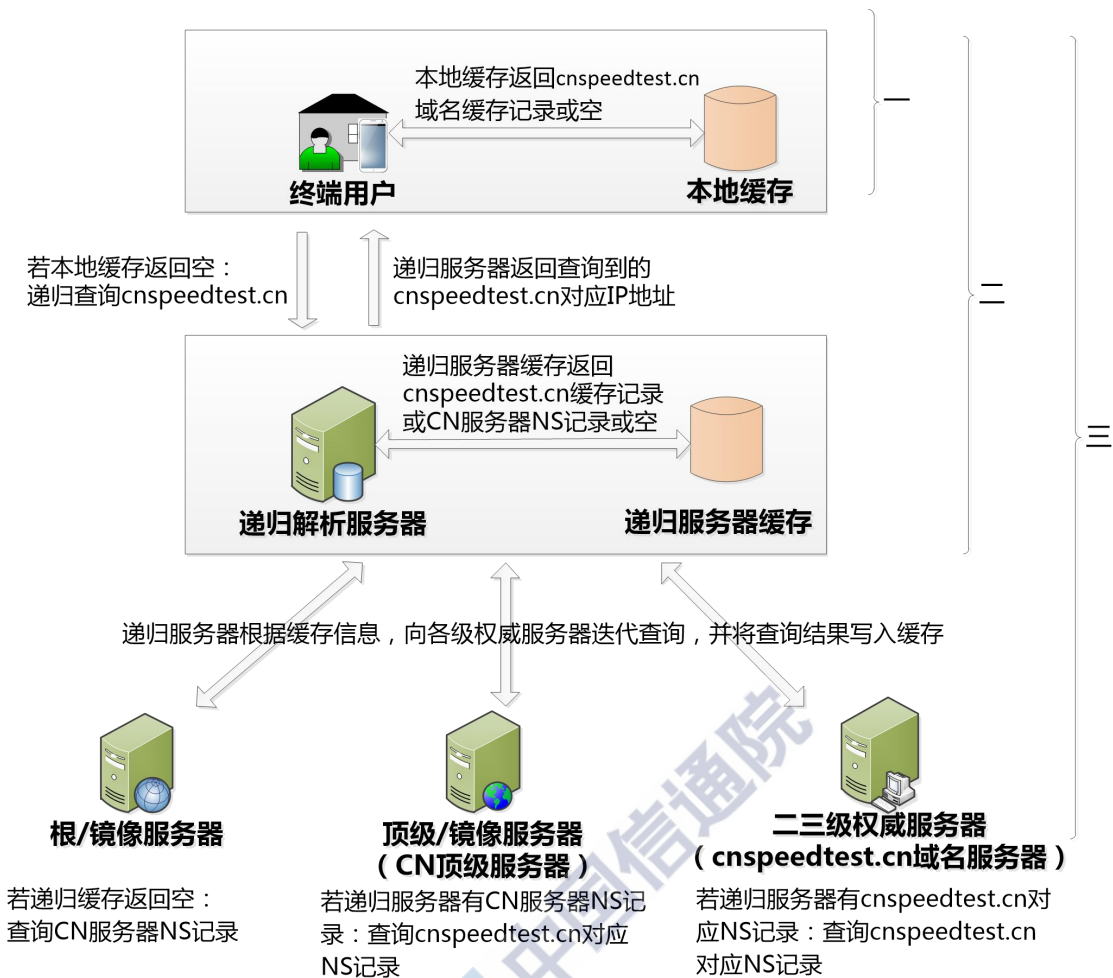 本地缓存返回cnspeedtest.cn
域名缓存记录或空
终端用户
本地缓存
一
若本地缓存返回空：
递归查询cnspeedtest.cn
递归服务器返回查询到的
cnspeedtest.cn对应IP地址
二
递归服务器缓存返回
cnspeedtest.cn缓存记录
或CN服务器NS记录或空
递归解析服务器
递归服务器缓存
三
递归服务器根据缓存信息，向各级权威服务器迭代查询，并将查询结果写入缓存
根/镜像服务器
若递归缓存返回空：
查询CN服务器NS记录
顶级/镜像服务器
（CN顶级服务器）
若递归服务器有CN服务器NS记
录：查询cnspeedtest.cn对应
NS记录
二三级权威服务器
（cnspeedtest.cn域名服务器）
若递归服务器有cnspeedtest.cn对
应NS记录：查询cnspeedtest.cn
对应NS记录
中国信通院